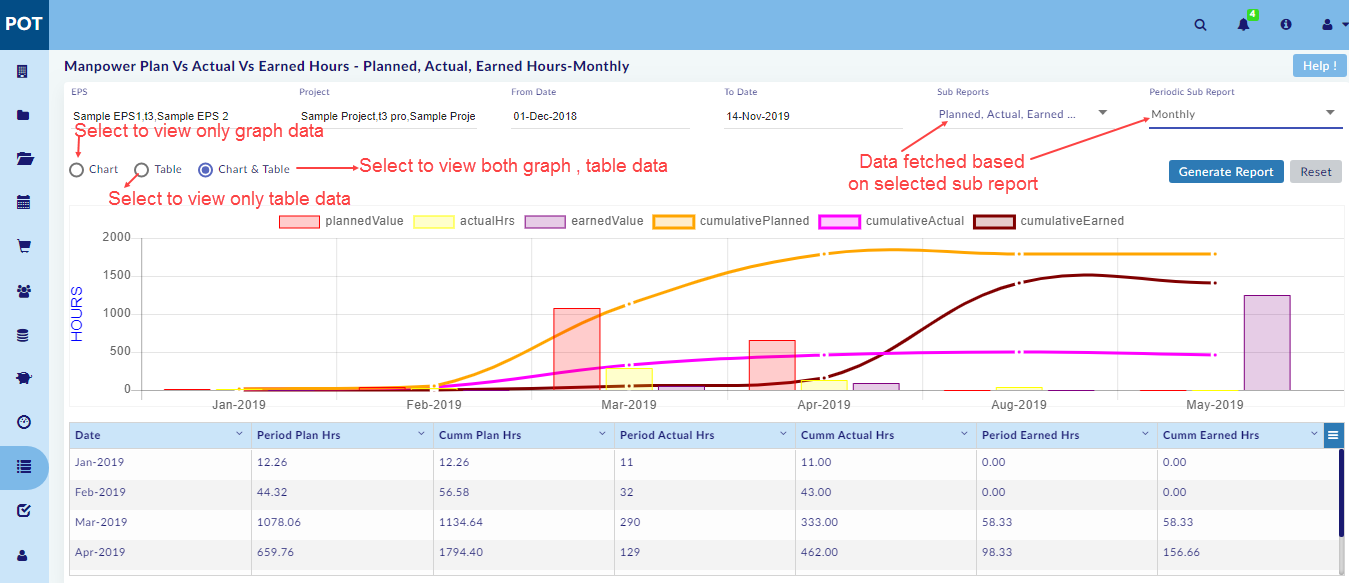 POT
4
Manpower Plan Vs Actual Vs Earned Hours - Planned, Actual, Earned Hours-Monthly
Help !
EPS Project From Date To Date Sub Reports Periodic Sub Report
Sample EPS1,t3,Sample EPS 2 Sample Project,t3 pro,Sample Proje 01-Dec-2018 14-Nov-2019 Planned, Actual, Earned ... Monthly
Select to view only graph data
Chart Table Chart & Table
Select to view both graph , table data
Select to view only table data
Data fetched based
on selected sub report
Generate Report Reset
plannedValue actualHrs earnedValue cumulativePlanned cumulativeActual cumulativeEarned
HOURS
2000
1500
1000
500
0
Jan-2019 Feb-2019 Mar-2019 Apr-2019 Aug-2019 May-2019
Date Period Plan Hrs Cumm Plan Hrs Period Actual Hrs Cumm Actual Hrs Period Earned Hrs Cumm Earned Hrs
Jan-2019 12.26 12.26 11 11.00 0.00 0.00
Feb-2019 44.32 56.58 32 43.00 0.00 0.00
Mar-2019 1078.06 1134.64 290 333.00 58.33 58.33
Apr-2019 659.76 1794.40 129 462.00 98.33 156.66